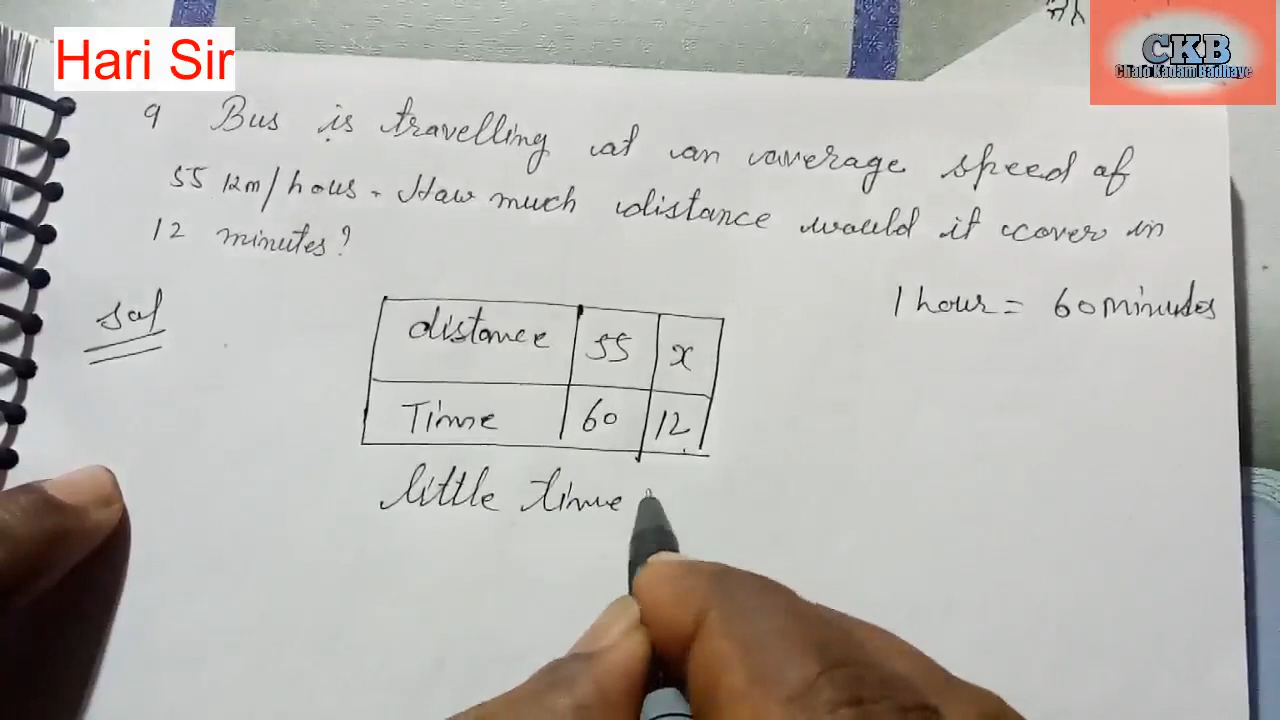 Hari Sir
CKB
Chalo Kadam Badhaye
9 Bus is travelling at an average speed of
55 km/hour. How much distance would it cover in
12 minutes?
sol
1 hour = 60 minutes
distance 55 x
Time 60 12
little time